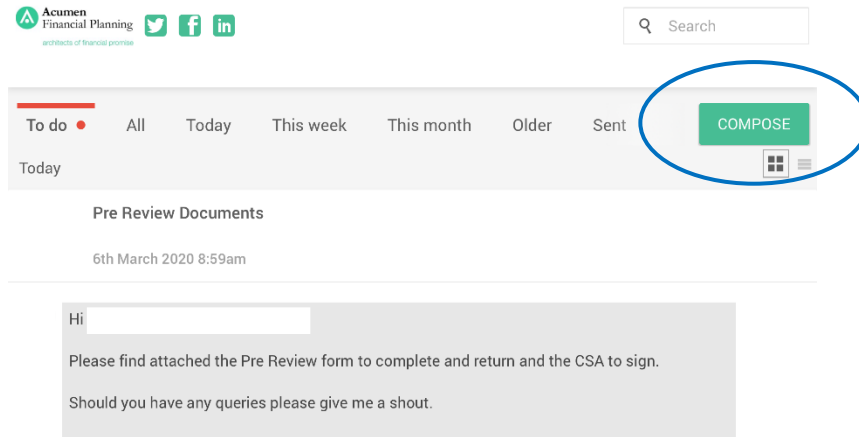 Acumen
Financial Planning
architects of financial promise
Search
To do All Today This week This month Older Sent COMPOSE
Today
Pre Review Documents
6th March 2020 8:59am
Hi
Please find attached the Pre Review form to complete and return and the CSA to sign.
Should you have any queries please give me a shout.